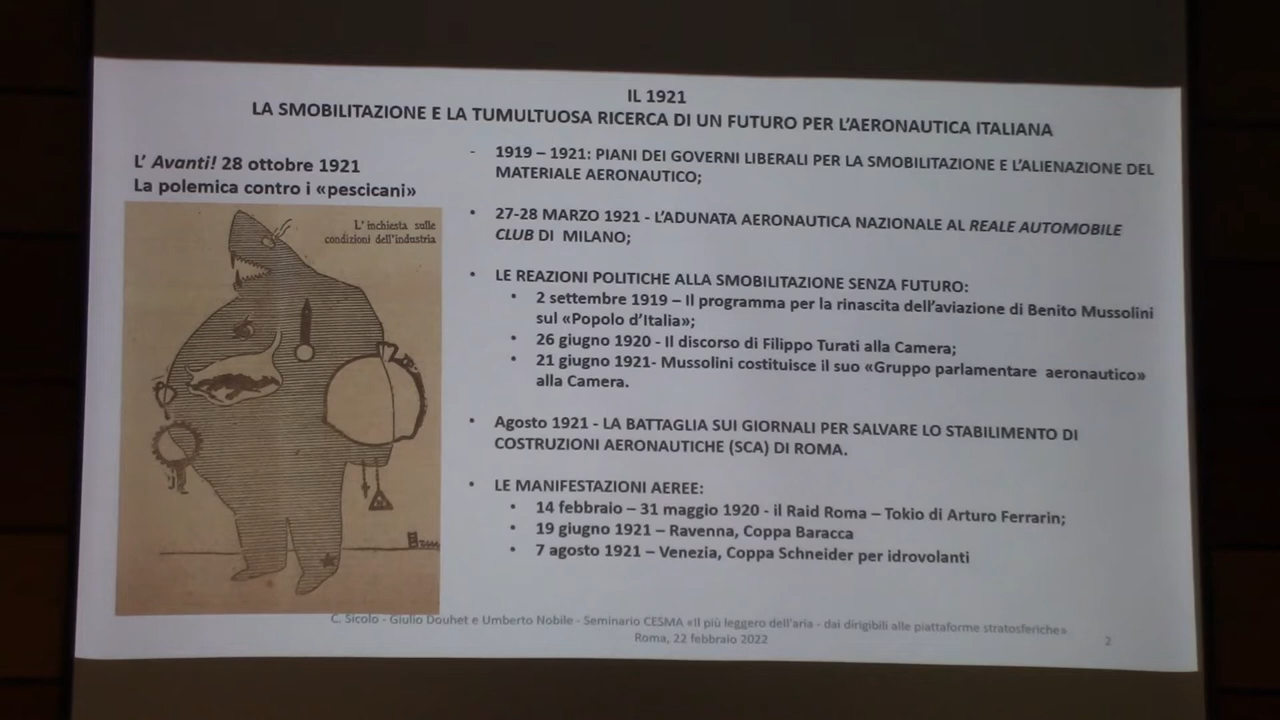 IL 1921
LA SMOBILITAZIONE E LA TUMULTUOSA RICERCA DI UN FUTURO PER L'AERONAUTICA ITALIANA
L' Avanti! 28 ottobre 1921
La polemica contro i «pescicani»
L'inchiesta sulle
condizioni dell'industria
- 1919 – 1921: PIANI DEI GOVERNI LIBERALI PER LA SMOBILITAZIONE E L'ALIENAZIONE DEL
MATERIALE AERONAUTICO;
• 27-28 MARZO 1921 - L'ADUNATA AERONAUTICA NAZIONALE AL REALE AUTOMOBILE
CLUB DI MILANO;
• LE REAZIONI POLITICHE ALLA SMOBILITAZIONE SENZA FUTURO:
• 2 settembre 1919 – Il programma per la rinascita dell'aviazione di Benito Mussolini
sul «Popolo d'Italia»;
• 26 giugno 1920 - Il discorso di Filippo Turati alla Camera;
• 21 giugno 1921- Mussolini costituisce il suo «Gruppo parlamentare aeronautico»
alla Camera.
• Agosto 1921 - LA BATTAGLIA SUI GIORNALI PER SALVARE LO STABILIMENTO DI
COSTRUZIONI AERONAUTICHE (SCA) DI ROMA.
• LE MANIFESTAZIONI AEREE:
• 14 febbraio – 31 maggio 1920 - il Raid Roma – Tokio di Arturo Ferrarin;
• 19 giugno 1921 – Ravenna, Coppa Baracca
• 7 agosto 1921 – Venezia, Coppa Schneider per idrovolanti
C. Sicolo - Giulio Douhet e Umberto Nobile - Seminario CESMA «Il più leggero dell'aria - dai dirigibili alle piattaforme stratosferiche»
Roma, 22 febbraio 2022
2